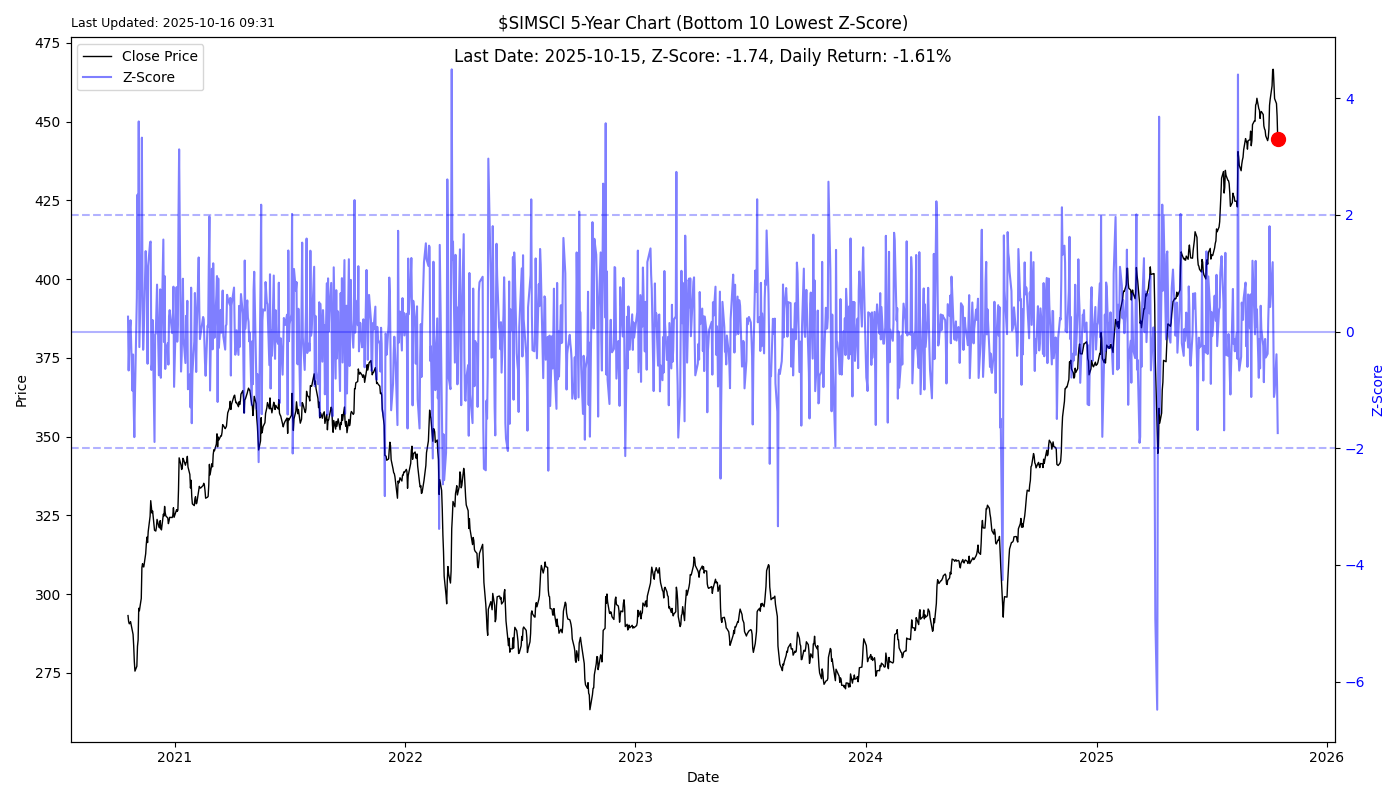 Last Updated: 2025-10-16 09:31
$SIMSCI 5-Year Chart (Bottom 10 Lowest Z-Score)
Last Date: 2025-10-15, Z-Score: -1.74, Daily Return: -1.61%
Close Price
Z-Score
475
450
425
400
375
350
325
300
275
Price
4
2
0
−2
−4
−6
Z-Score
2021
2022
2023
2024
2025
2026
Date